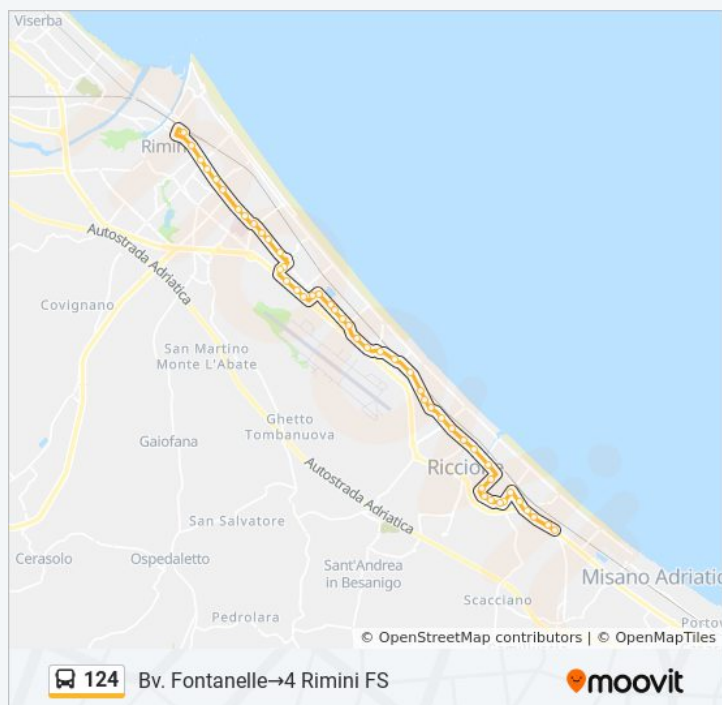 Viserba
Rimini
Autostrada Adriatica
Covignano
San Martino
Monte L'Abate
Ghetto
Tombanuova
Gaiofana
Riccione
Autostrada Adriatica
San Salvatore
Cerasolo
Ospedaletto
Sant'Andrea
in Besanigo
Misano Adriatic
Scacciano
Pedrolara
Portov
© OpenStreetMap contributors | © OpenMapTiles
124 Bv. Fontanelle→4 Rimini FS moovit